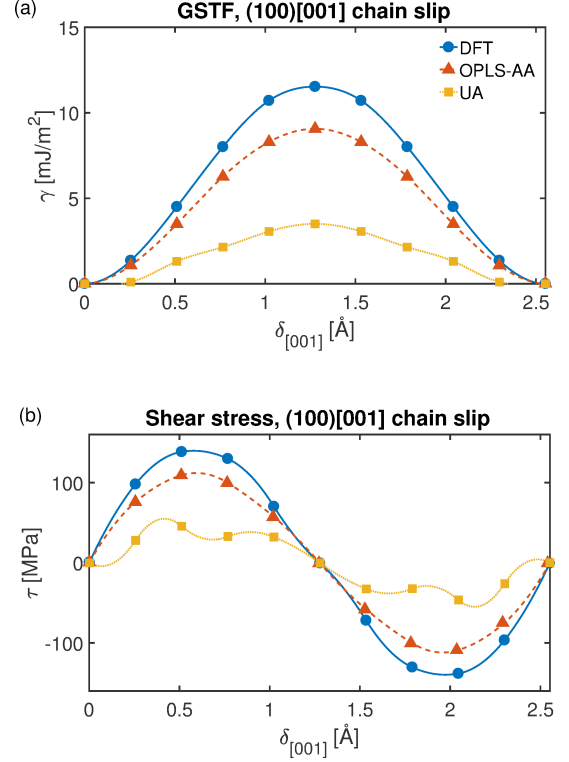 (a)
GSTF, (100)[001] chain slip
15
10
5
0
γ [mJ/m²]
DFT
OPLS-AA
UA
0
0.5
1
1.5
2
2.5
δ[001] [Å]
(b)
Shear stress, (100)[001] chain slip
100
0
-100
τ [MPa]
0
0.5
1
1.5
2
2.5
δ[001] [Å]